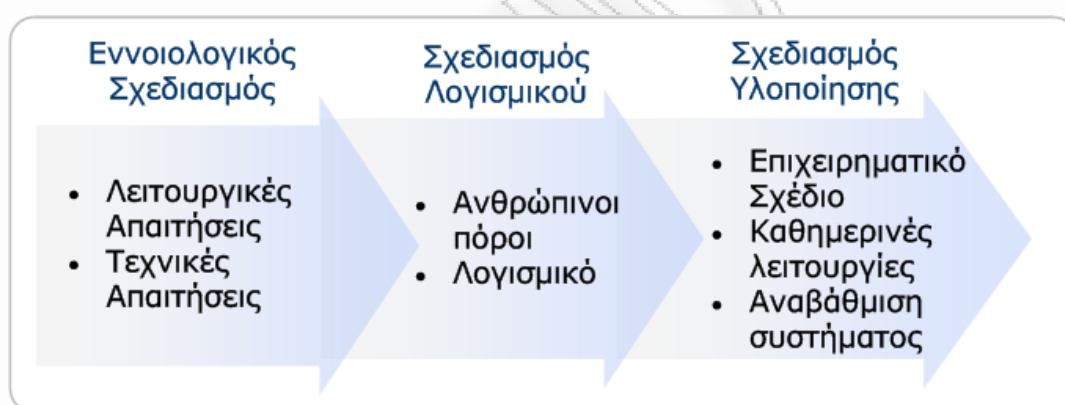 Εννοιολογικός
Σχεδιασμός
Σχεδιασμός
Λογισμικού
Σχεδιασμός
Υλοποίησης
• Λειτουργικές
Απαιτήσεις
• Τεχνικές
Απαιτήσεις
• Ανθρώπινοι
πόροι
• Λογισμικό
• Επιχειρηματικό
Σχέδιο
• Καθημερινές
λειτουργίες
• Αναβάθμιση
συστήματος